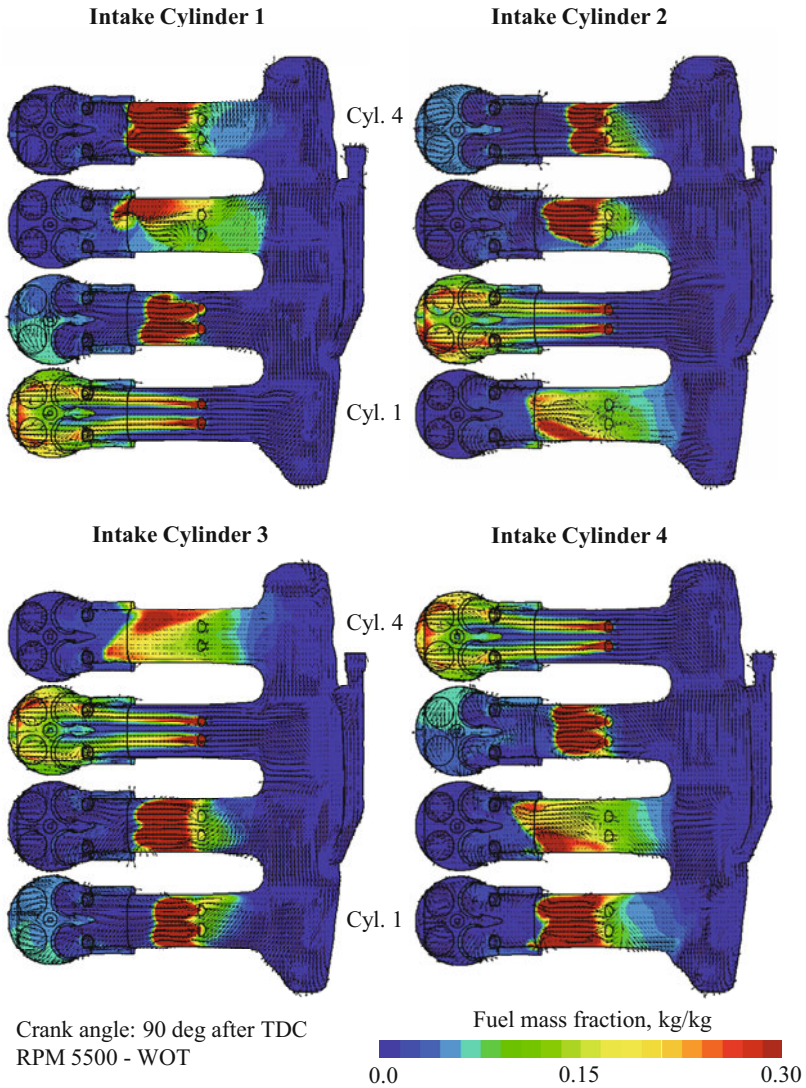 Intake Cylinder 1
Intake Cylinder 2
Cyl. 4
Cyl. 1
Intake Cylinder 3
Intake Cylinder 4
Cyl. 4
Cyl. 1
Crank angle: 90 deg after TDC
RPM 5500 - WOT
Fuel mass fraction, kg/kg
0.0
0.15
0.30